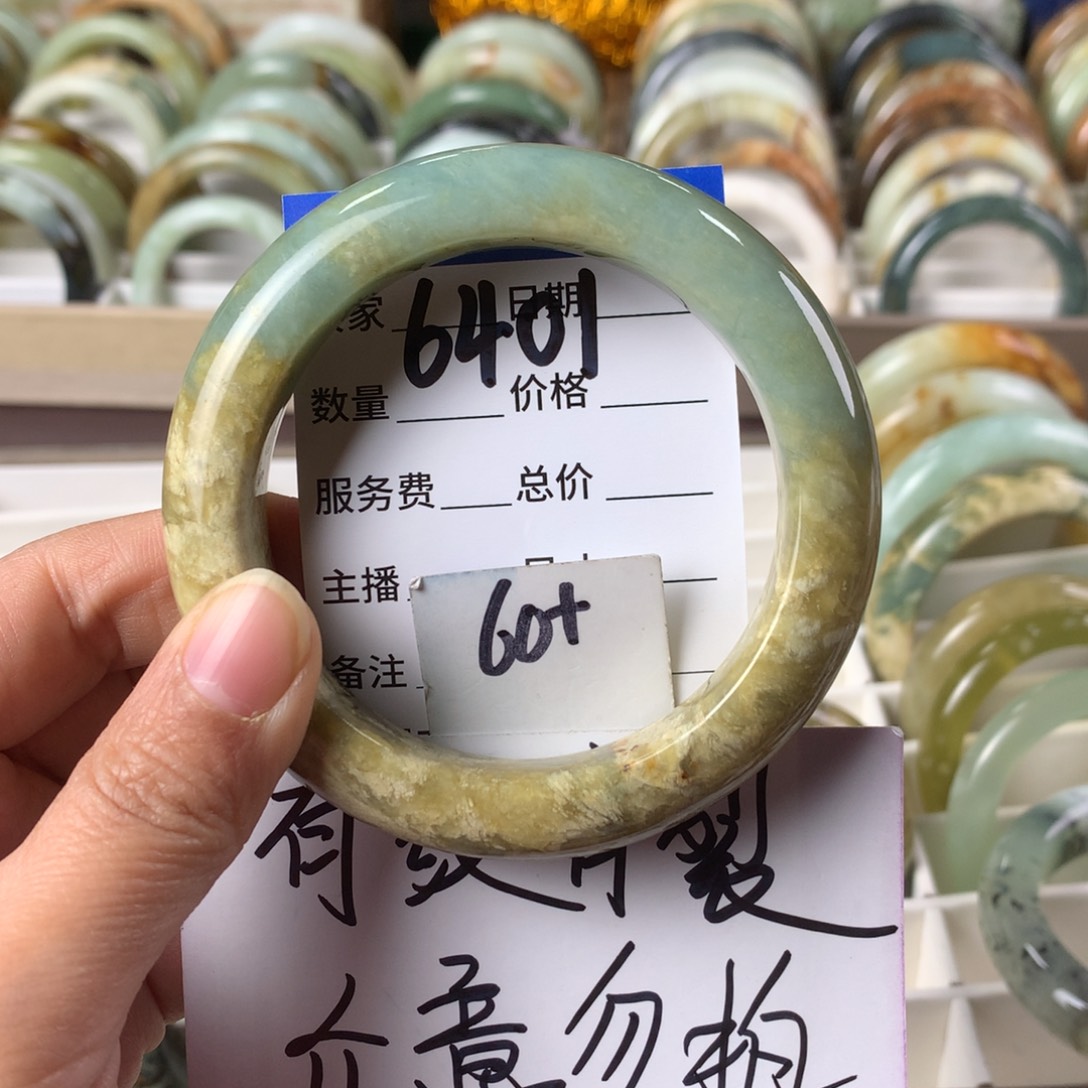 家 6401 日期
数量 价格
服务费 总价
主播
60+
备注
有纹有裂
介意勿拍